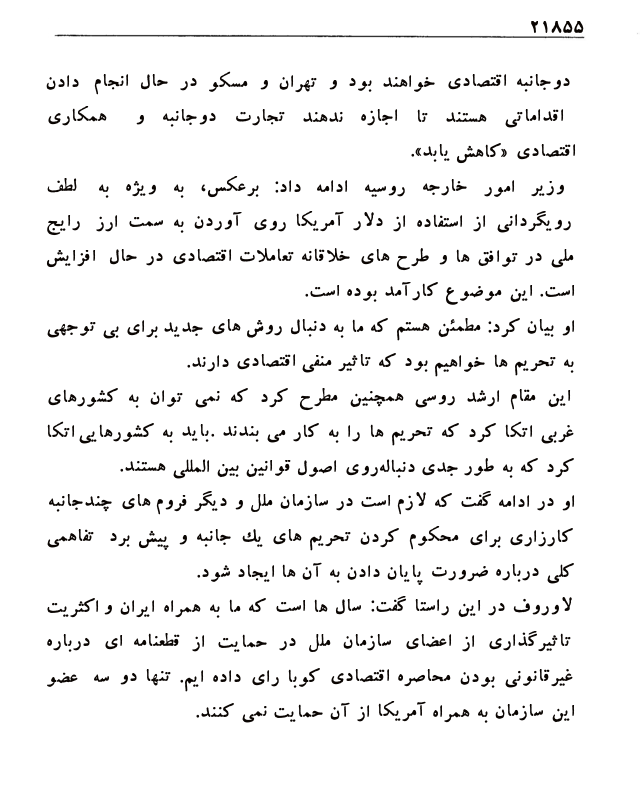 ۲۱۸۵۵
دوجانبه اقتصادی خواهند بود و تهران و مسکو در حال انجام دادن
اقداماتی هستند تا اجازه ندهند تجارت دوجانبه و همکاری
اقتصادی «کاهش یابد».
وزیر امور خارجه روسیه ادامه داد: برعکس، به ویژه به لطف
رویگردانی از استفاده از دلار آمریکا روی آوردن به سمت ارز رایج
ملی در توافق ها و طرح های خلاقانه تعاملات اقتصادی در حال افزایش
است. این موضوع کارآمد بوده است.
او بیان کرد: مطمئن هستم که ما به دنبال روش های جدید برای بی توجهی
به تحریم ها خواهیم بود که تاثیر منفی اقتصادی دارند.
این مقام ارشد روسی همچنین مطرح کرد که نمی توان به کشورهای
غربی اتکا کرد که تحریم ها را به کار می بندند .باید به کشورهایی اتکا
کرد که به طور جدی دنباله‌روی اصول قوانین بین المللی هستند.
او در ادامه گفت که لازم است در سازمان ملل و دیگر فروم های چندجانبه
کارزاری برای محکوم کردن تحریم های یك جانبه و پیش برد تفاهمی
کلی درباره ضرورت پایان دادن به آن ها ایجاد شود.
لاوروف در این راستا گفت: سال ها است که ما به همراه ایران و اکثریت
تاثیرگذاری از اعضای سازمان ملل در حمایت از قطعنامه ای درباره
غیرقانونی بودن محاصره اقتصادی کوبا رای داده ایم. تنها دو سه عضو
این سازمان به همراه آمریکا از آن حمایت نمی کنند.